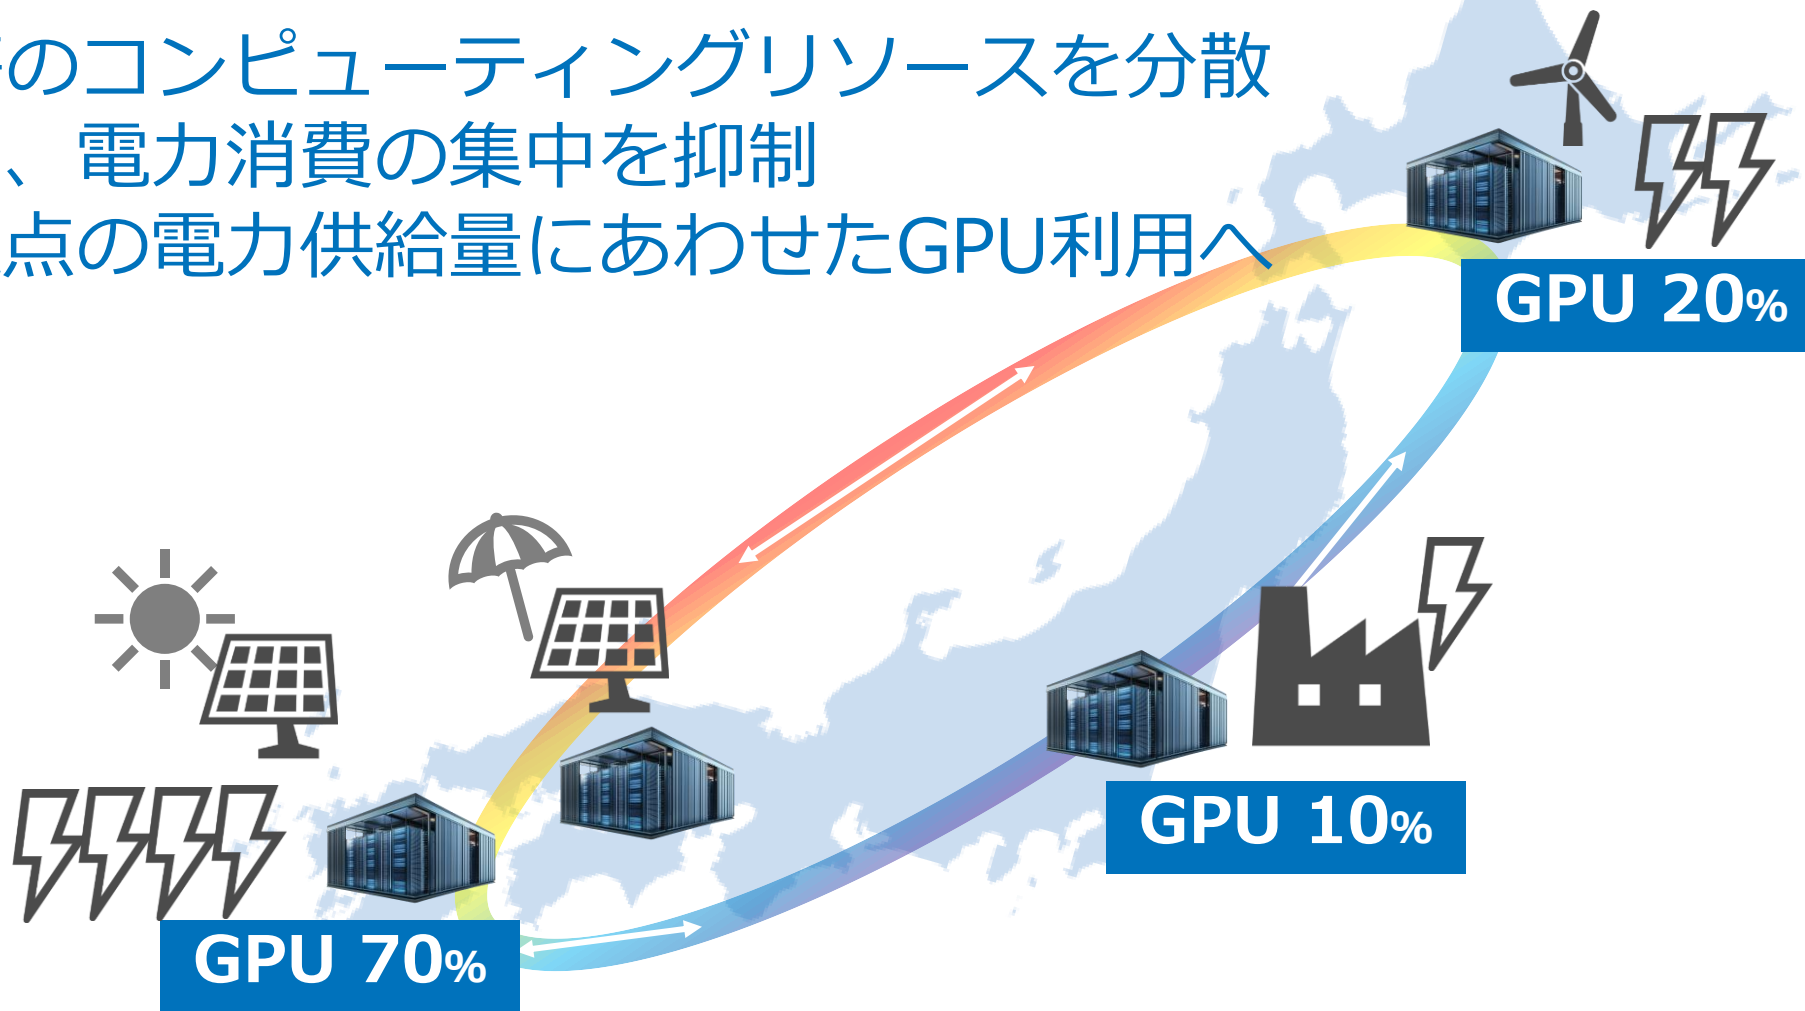 のコンピューティングリソースを分散
、電力消費の集中を抑制
点の電力供給量にあわせたGPU利用へ
GPU 20%
GPU 10%
GPU 70%